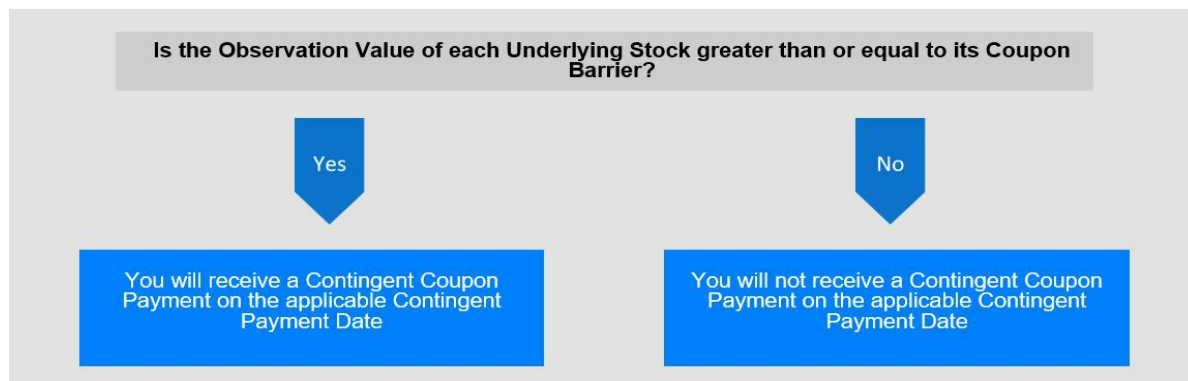 Is the Observation Value of each Underlying Stock greater than or equal to its Coupon
Barrier?
Yes
No
You will receive a Contingent Coupon
Payment on the applicable Contingent
Payment Date
You will not receive a Contingent Coupon
Payment on the applicable Contingent
Payment Date